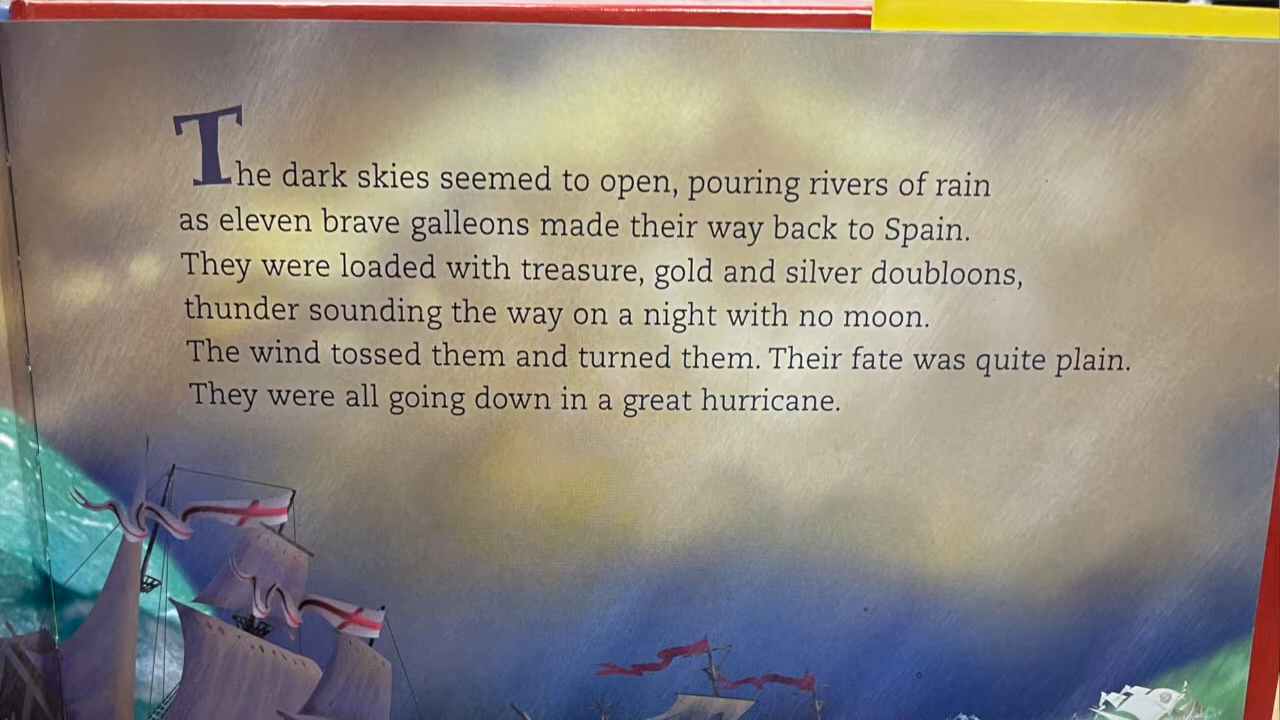 The dark skies seemed to open, pouring rivers of rain
as eleven brave galleons made their way back to Spain.
They were loaded with treasure, gold and silver doubloons,
thunder sounding the way on a night with no moon.
The wind tossed them and turned them. Their fate was quite plain.
They were all going down in a great hurricane.